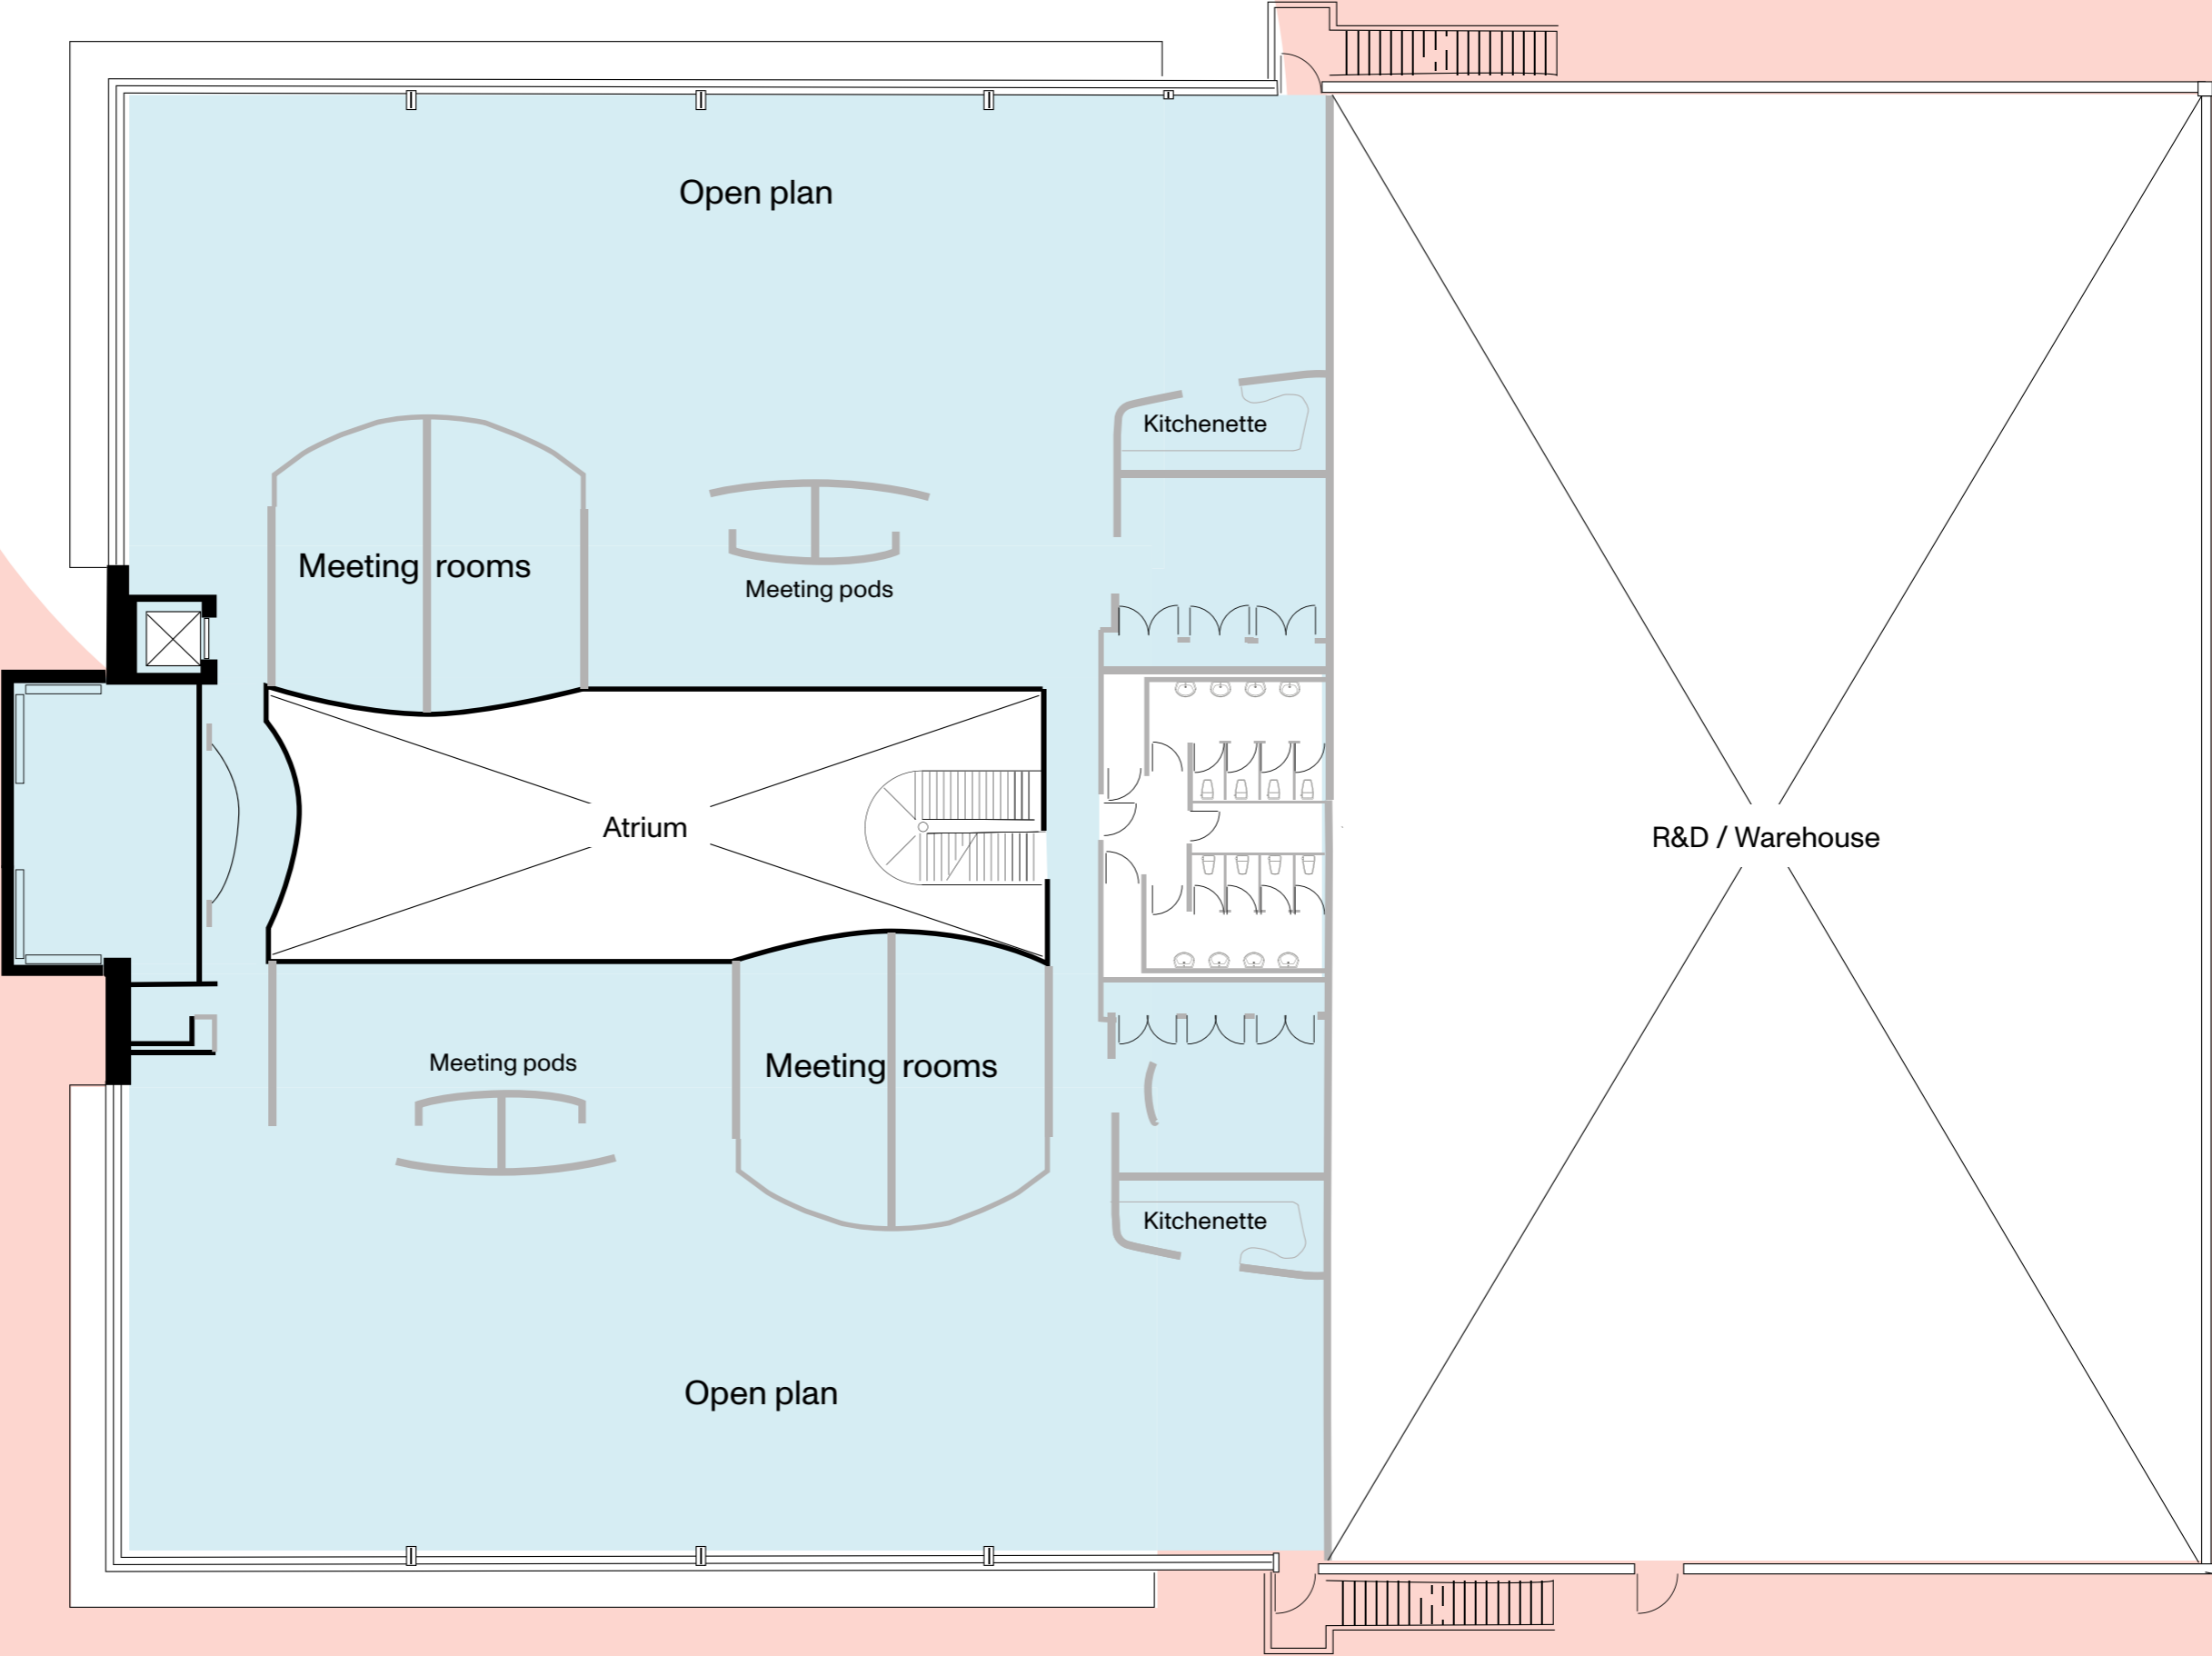 Open plan
Kitchenette
Meeting rooms
Meeting pods
Atrium
R&D / Warehouse
Meeting pods
Meeting rooms
Kitchenette
Open plan